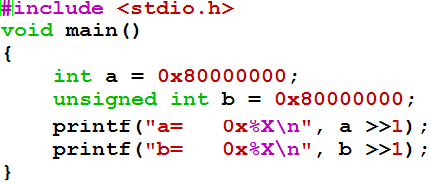 #include <stdio.h>
void main()
{
    int a = 0x80000000;
    unsigned int b = 0x80000000;
    printf("a=   0x%X\n", a >>1);
    printf("b=   0x%X\n", b >>1);
}